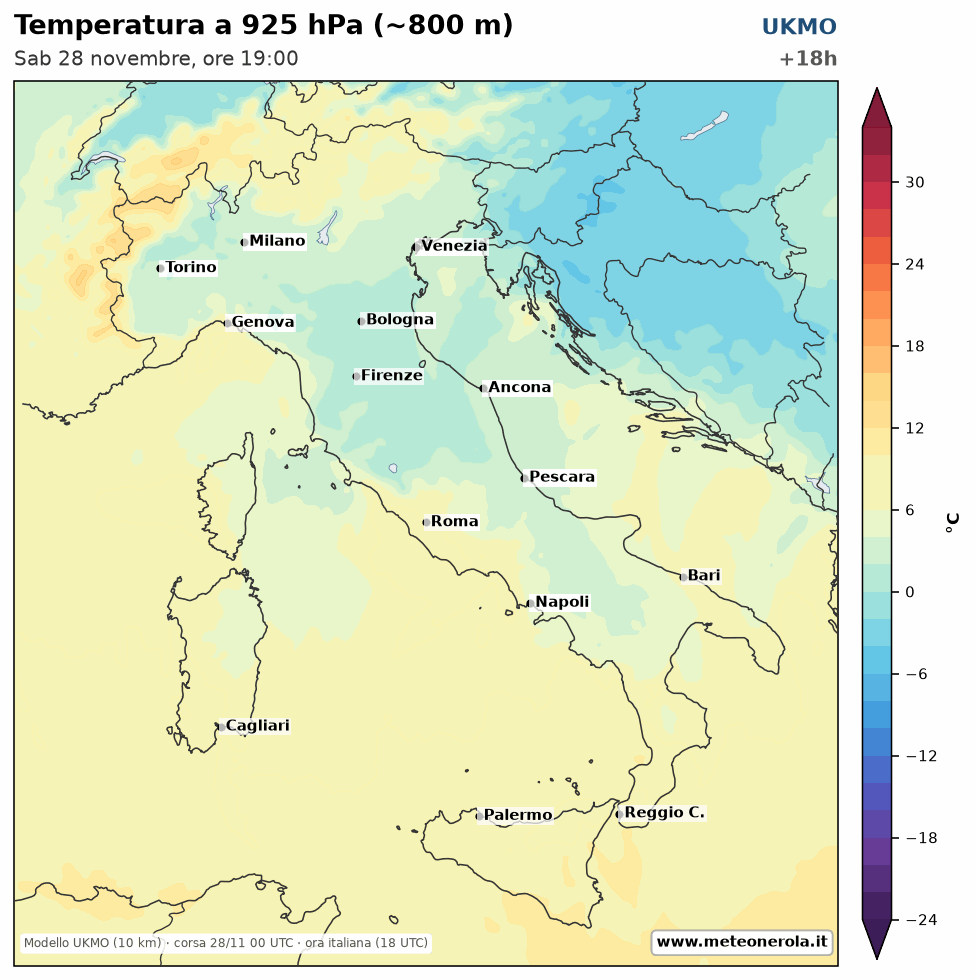 Temperatura a 925 hPa (~800 m)
UKMO
Sab 28 novembre, ore 19:00
+18h
Milano
Venezia
Torino
Genova
Bologna
Firenze
Ancona
Pescara
Roma
Bari
Napoli
Cagliari
Palermo
Reggio C.
30
24
18
12
6
0
−6
−12
−18
−24
°C
Modello UKMO (10 km) · corsa 28/11 00 UTC · ora italiana (18 UTC)
www.meteonerola.it